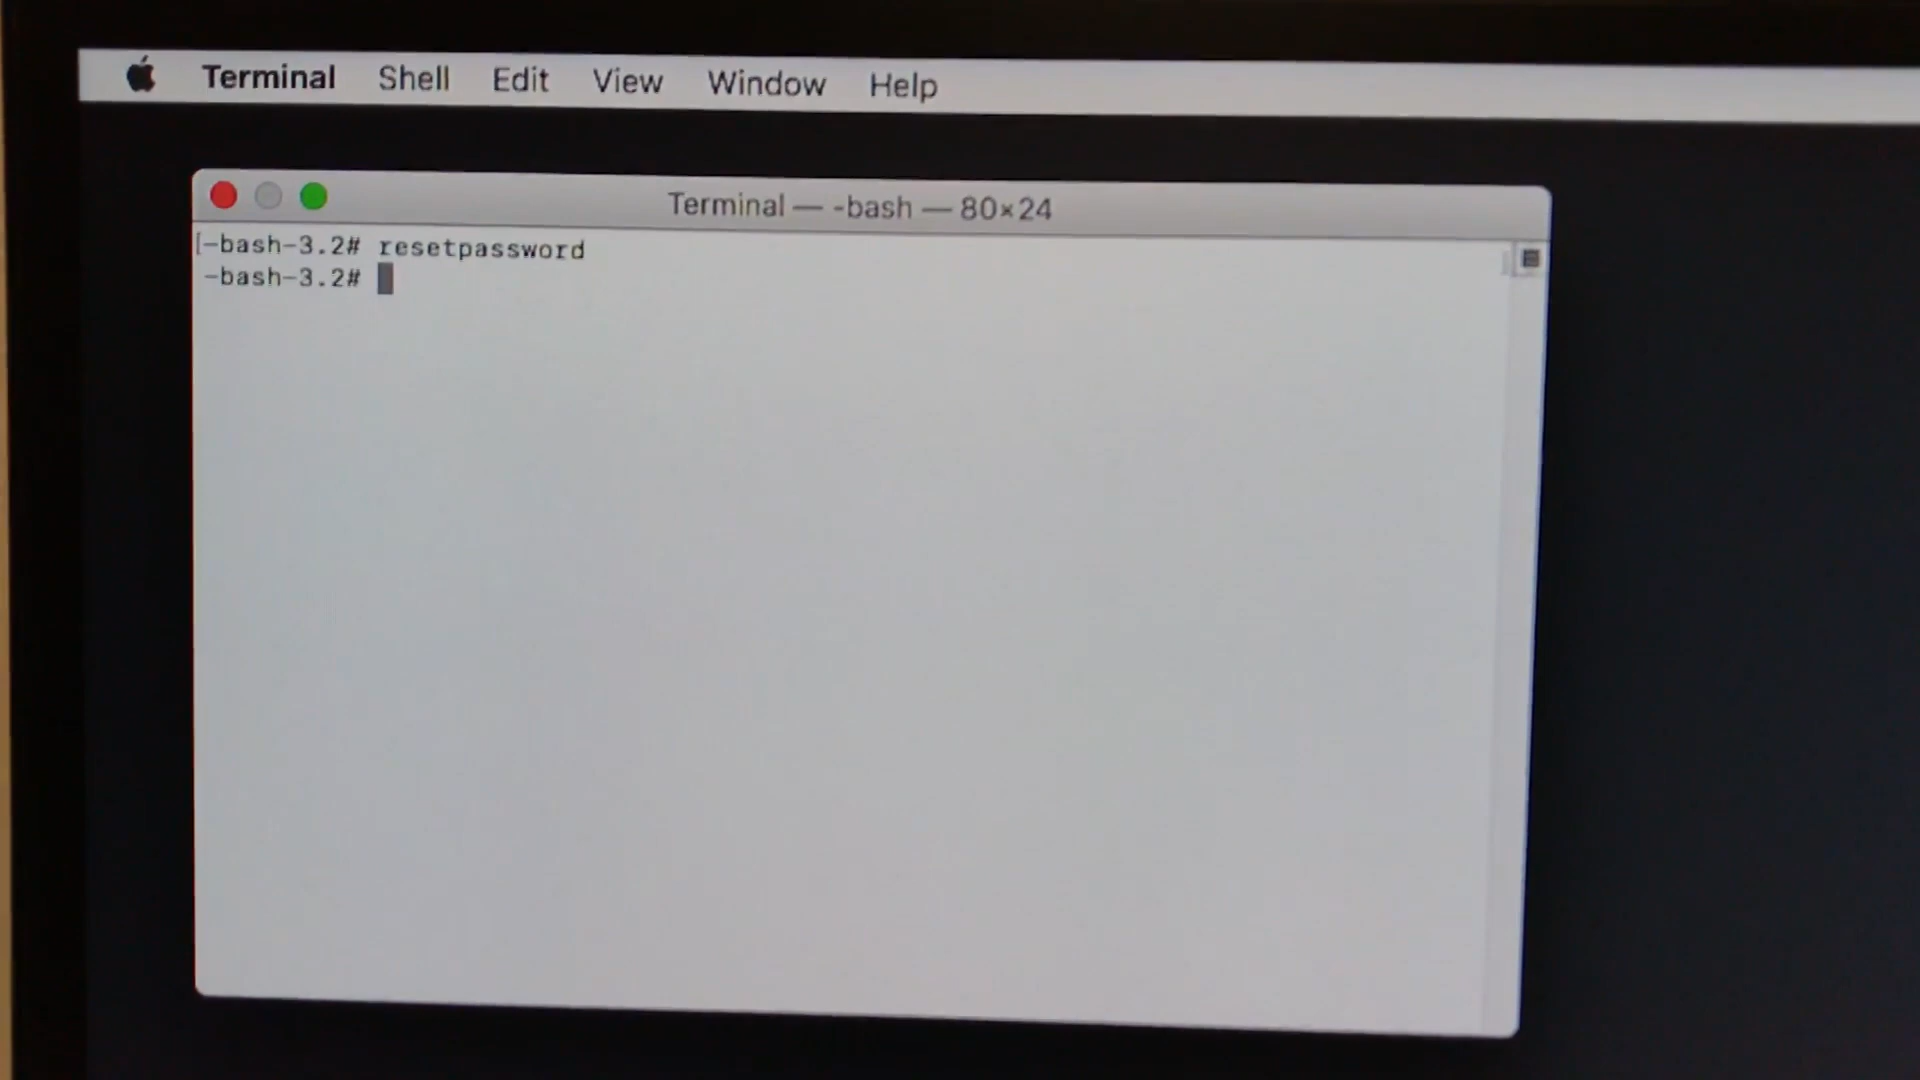 Terminal Shell Edit View Window Help
Terminal — -bash — 80×24
[-bash-3.2# resetpassword
-bash-3.2#